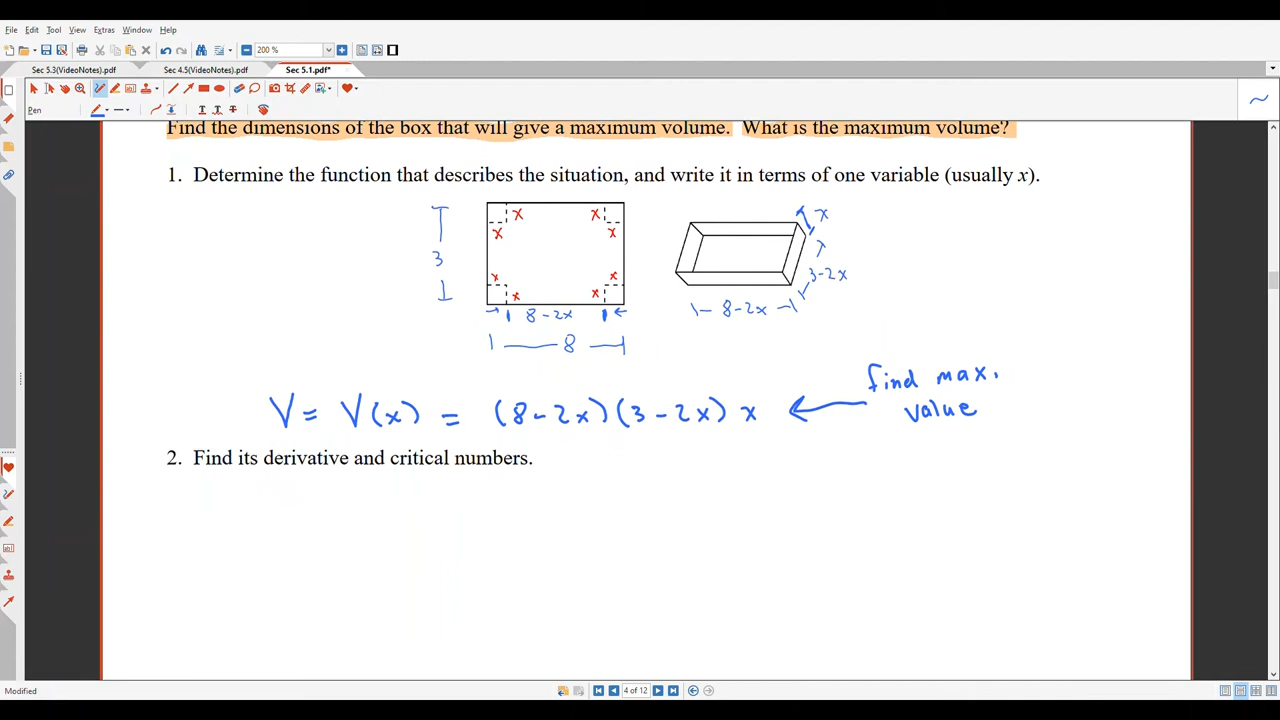 File Edit Tool View Extras Window Help
200 %
Sec 5.3(VideoNotes).pdf Sec 4.5(VideoNotes).pdf Sec 5.1.pdf*
Pen
Find the dimensions of the box that will give a maximum volume. What is the maximum volume?
1. Determine the function that describes the situation, and write it in terms of one variable (usually x).
x x x
x x
3
3-2x
x x
x x
8-2x 8-2x
8
find max.
value
V = V(x) = (8-2x)(3-2x) x
2. Find its derivative and critical numbers.
Modified 4 of 12